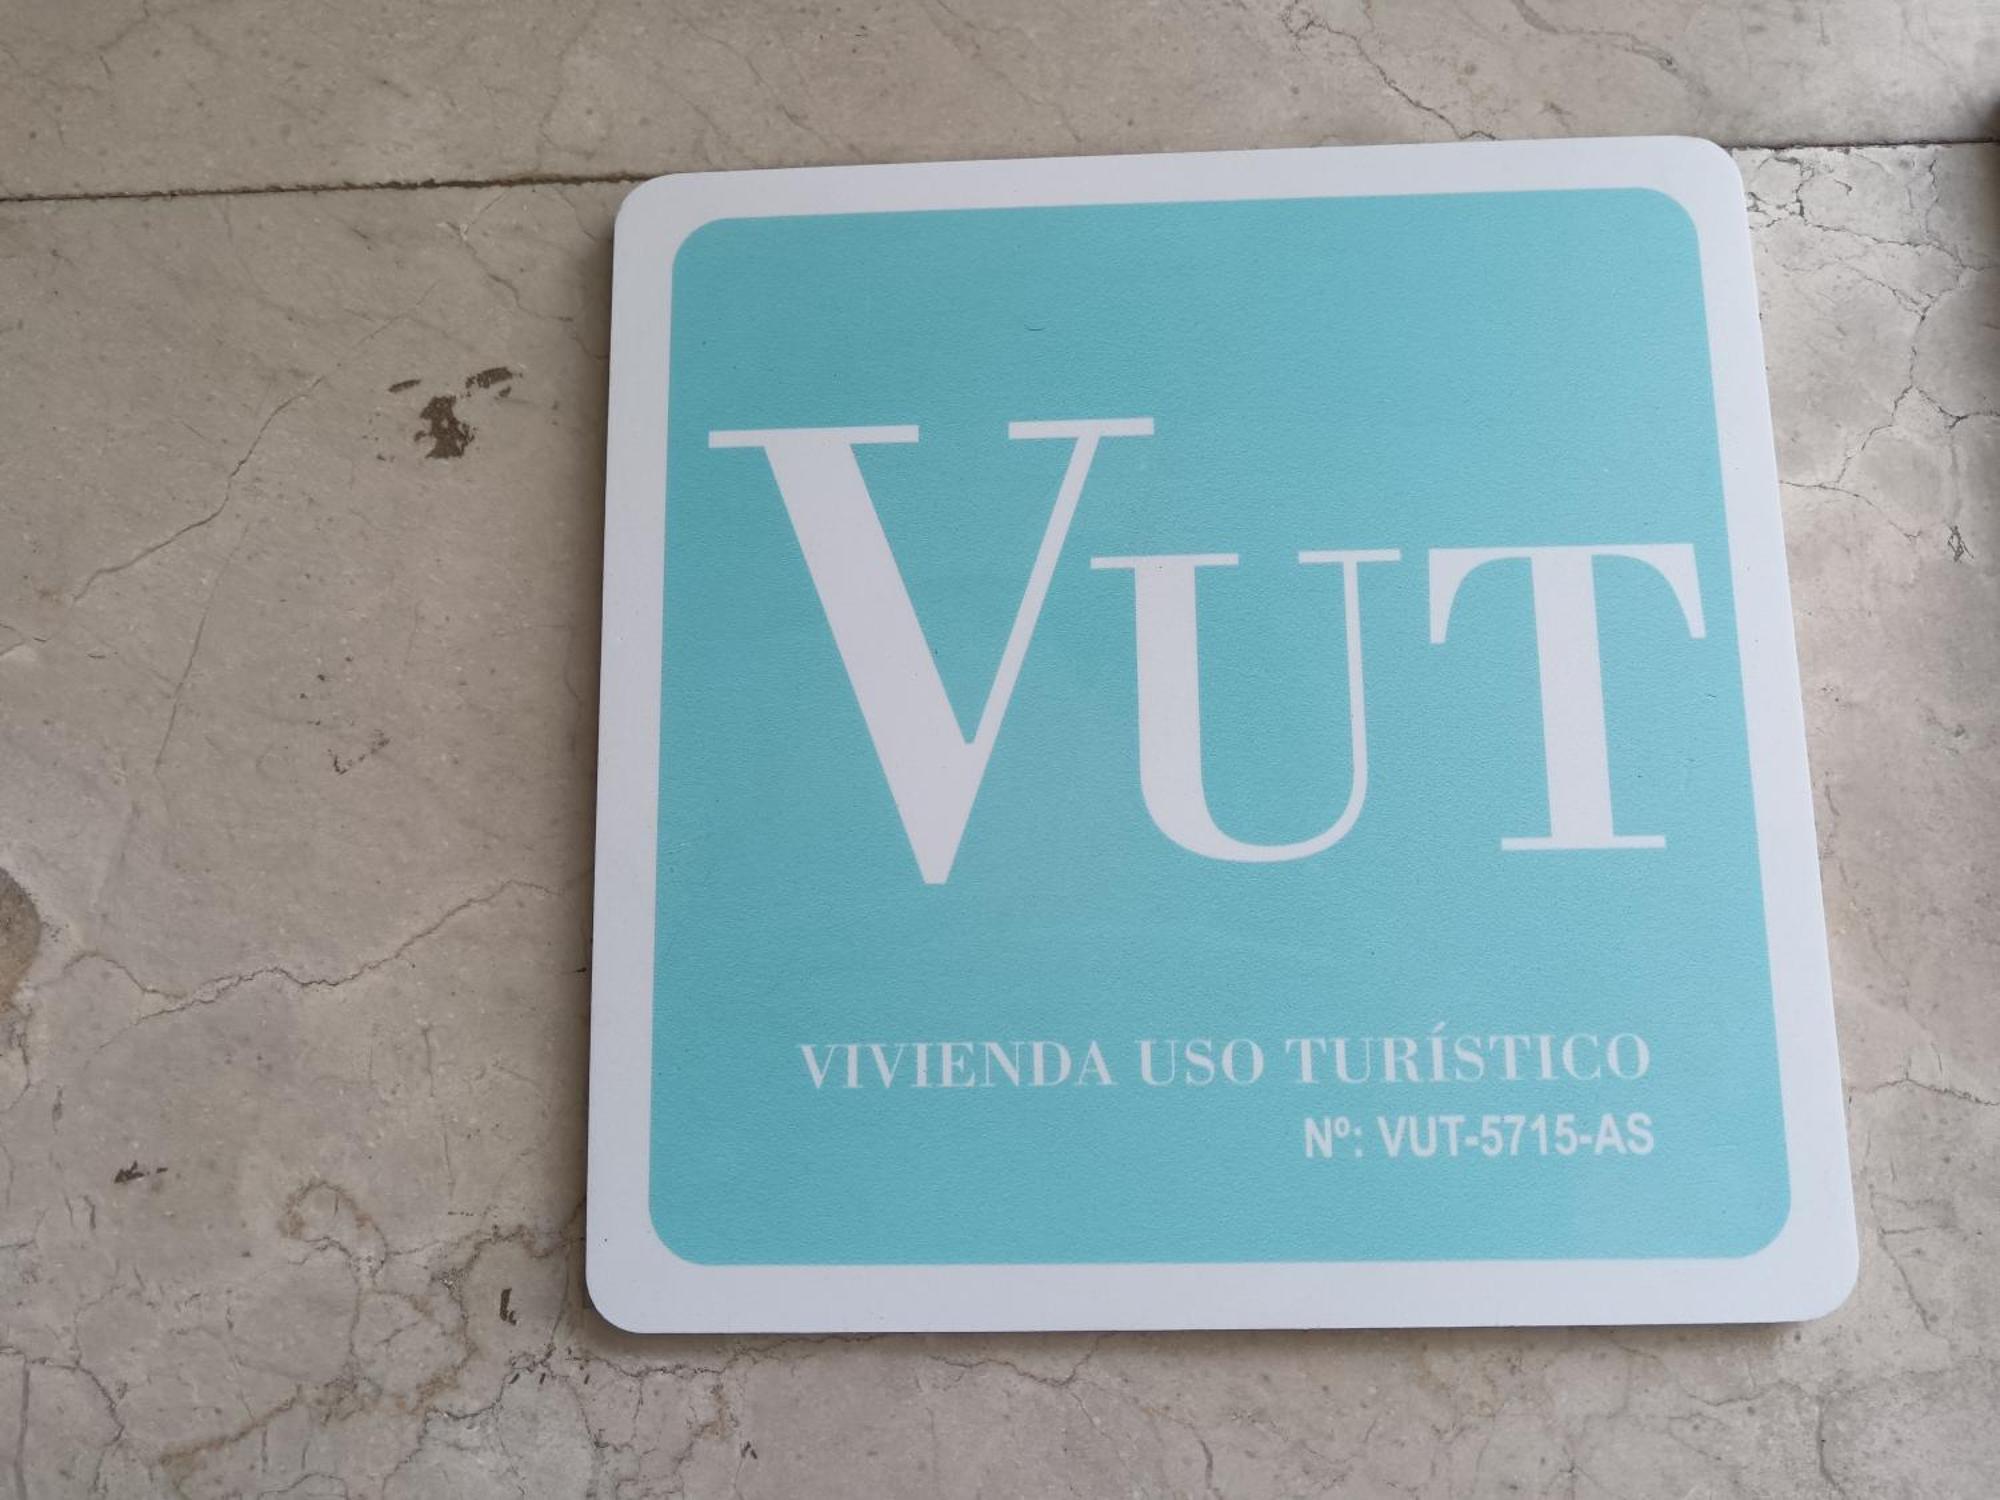 VUT
VIVIENDA USO TURÍSTICO
Nº: VUT-5715-AS